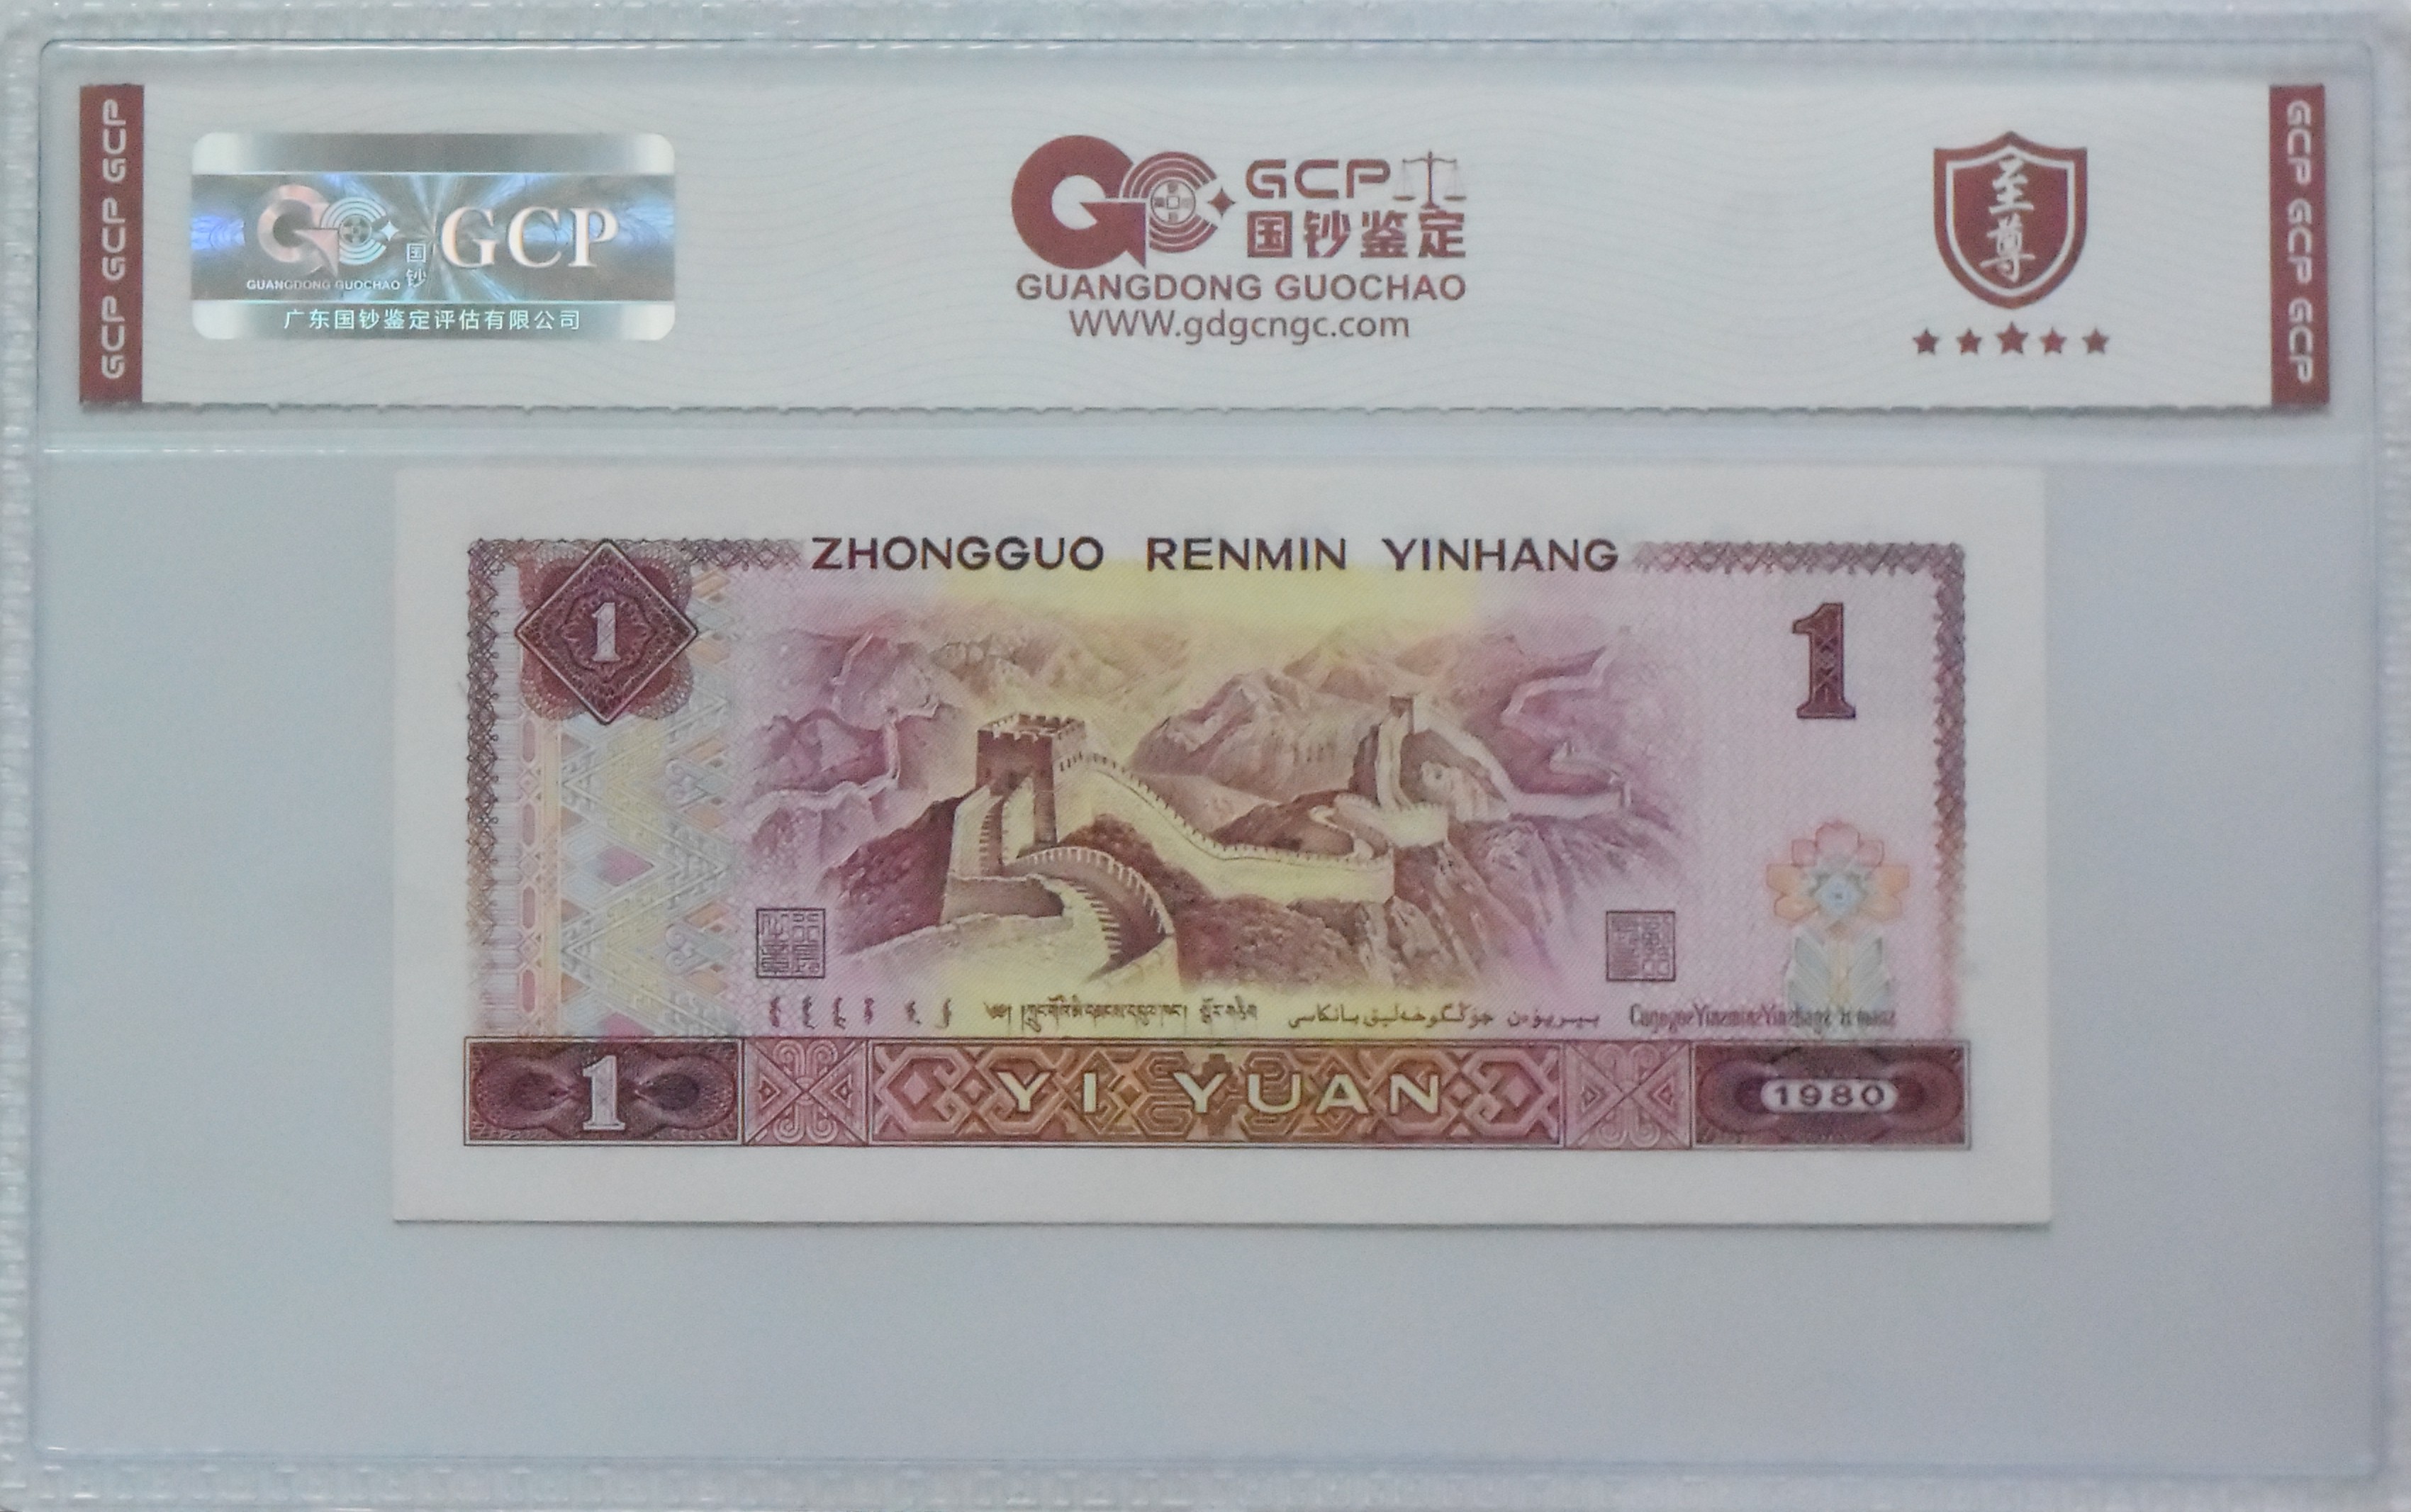 GCP GCP GCP
GUANGDONG GUOCHAO
国钞
GCP
广东国钞鉴定评估有限公司
GCP
国钞鉴定
GUANGDONG GUOCHAO
WWW.gdgcngc.com
至尊
GCP GCP GCP
ZHONGGUO RENMIN YINHANG
1
1
1
YI YUAN
1980